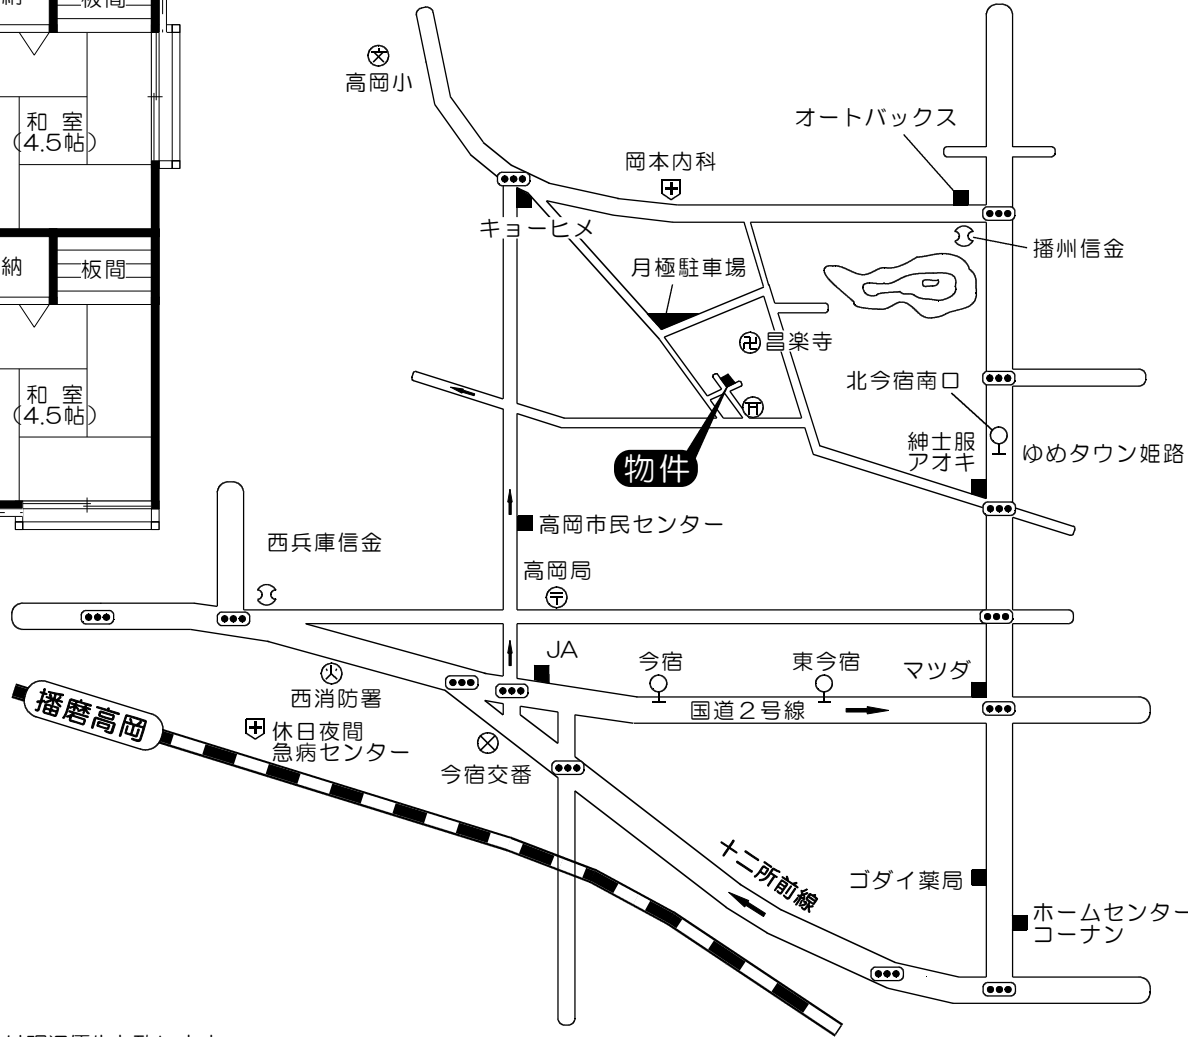 納
板間
和 室
(4.5帖)
納
板間
和 室
(4.5帖)
高岡小
オートバックス
岡本内科
キョーヒメ
播州信金
月極駐車場
昌楽寺
北今宿南口
紳士服
アオキ
ゆめタウン姫路
物件
高岡市民センター
西兵庫信金
高岡局
〒
JA
今宿
東今宿
マツダ
西消防署
国道2号線
播磨高岡
休日夜間
急病センター
今宿交番
十二所前線
ゴダイ薬局
ホームセンター
コーナン